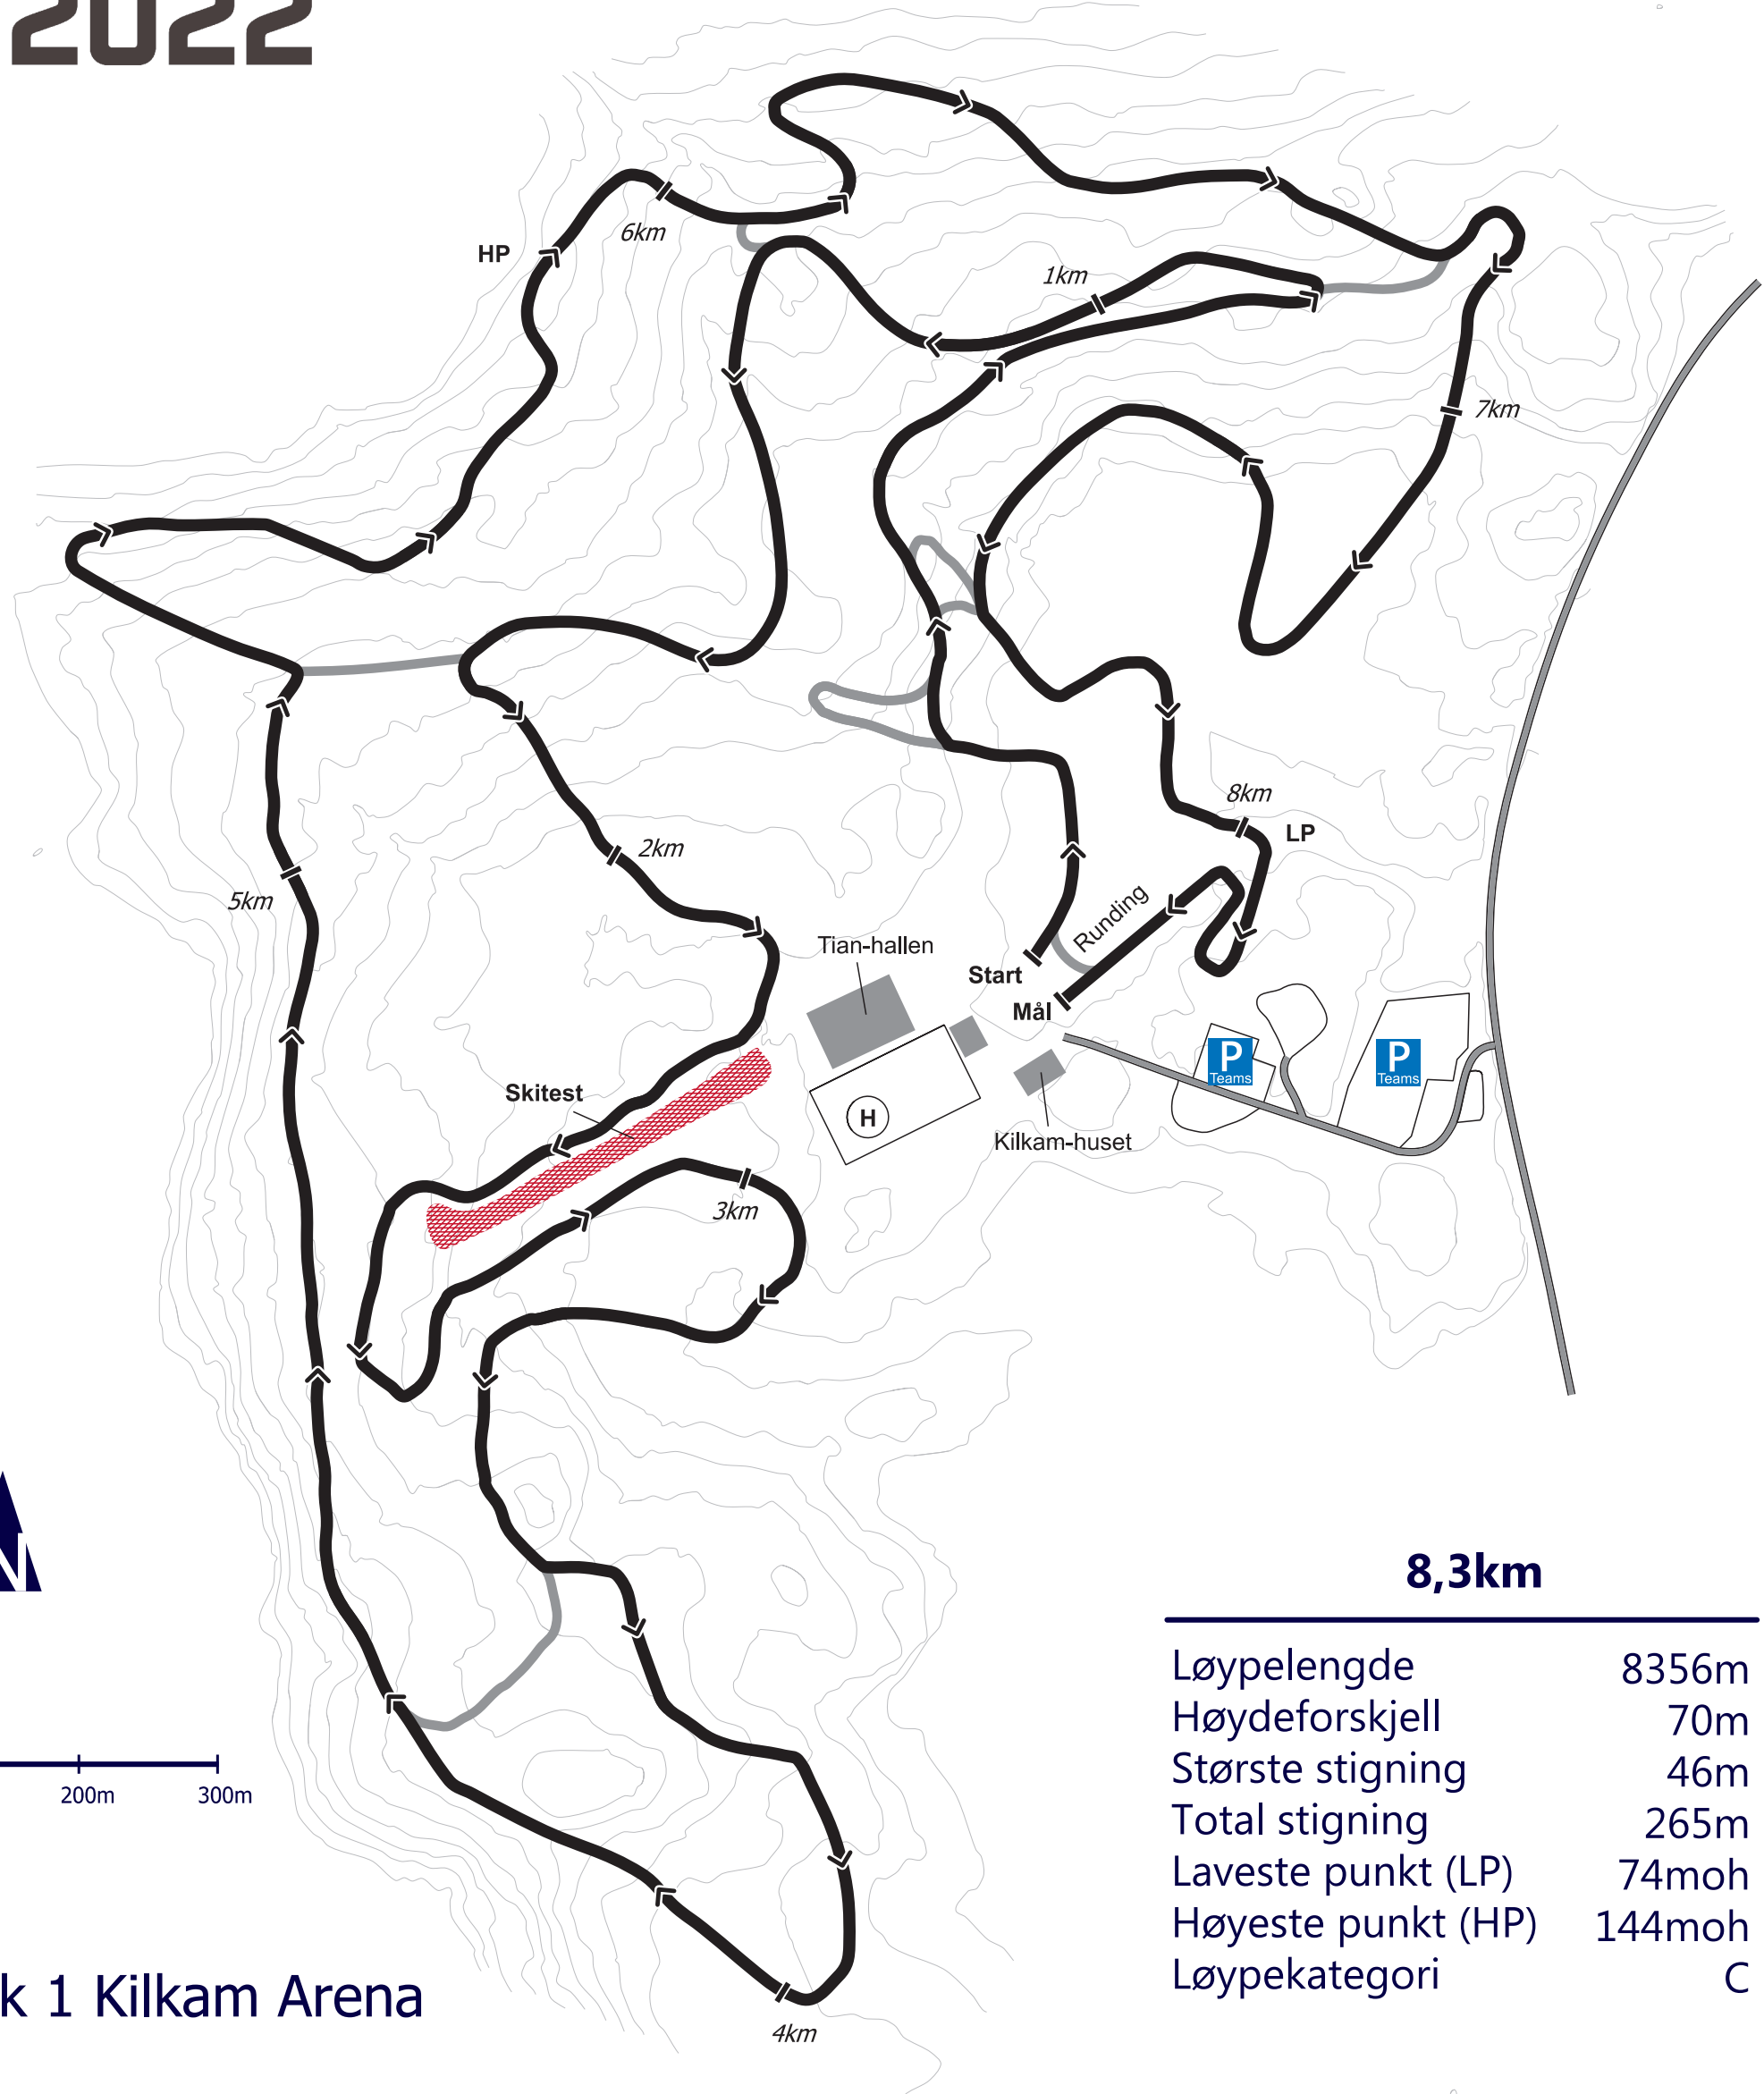 2022
HP
6km
1km
7km
8km
LP
2km
5km
Runding
Tian-hallen
Start
Mål
P
Teams
P
Teams
Skitest
H
Kilkam-huset
3km
N
8,3km
Løypelengde 8356m
Høydeforskjell 70m
Største stigning 46m
Total stigning 265m
Laveste punkt (LP) 74moh
Høyeste punkt (HP) 144moh
Løypekategori C
200m 300m
k 1 Kilkam Arena
4km